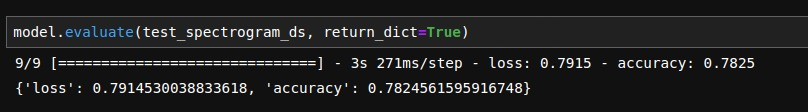 model.evaluate(test_spectrogram_ds, return_dict=True)
9/9 [==============================] - 3s 271ms/step - loss: 0.7915 - accuracy: 0.7825
{'loss': 0.7914530038833618, 'accuracy': 0.7824561595916748}